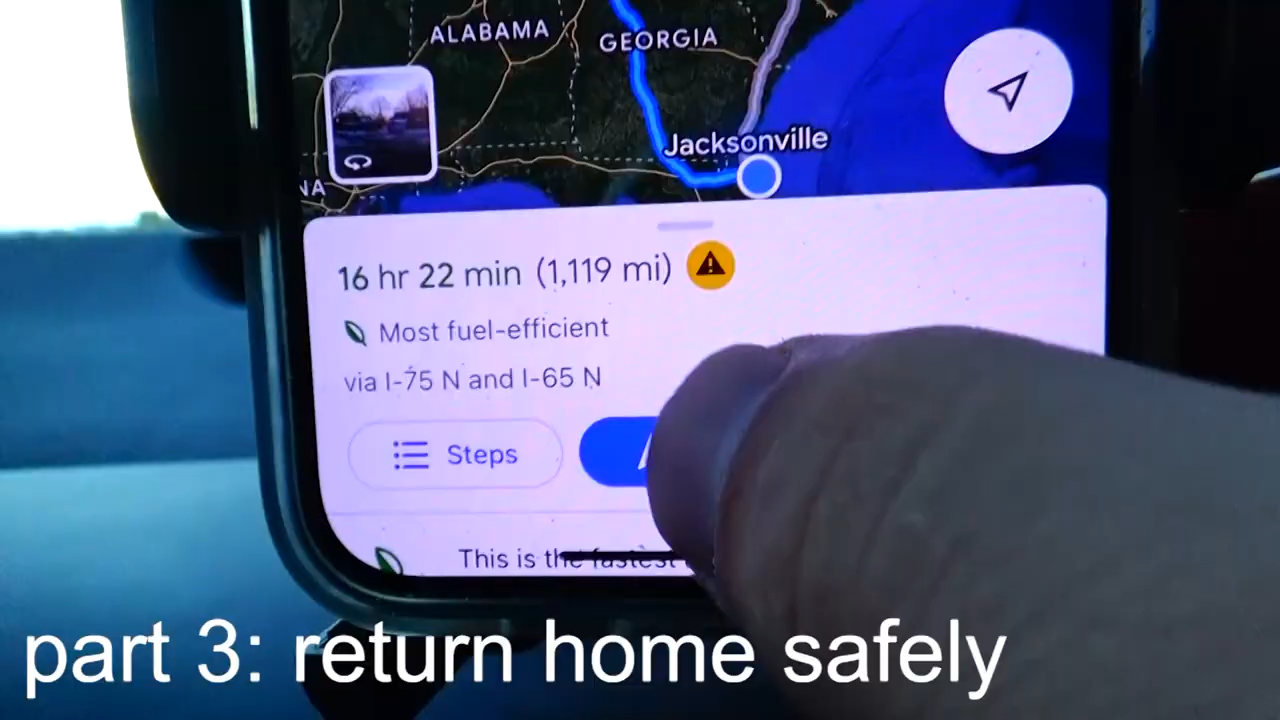 ALABAMA
GEORGIA
Jacksonville
NA
16 hr 22 min (1,119 mi)
Most fuel-efficient
via I-75 N and I-65 N
Steps
This is the fastest
part 3: return home safely